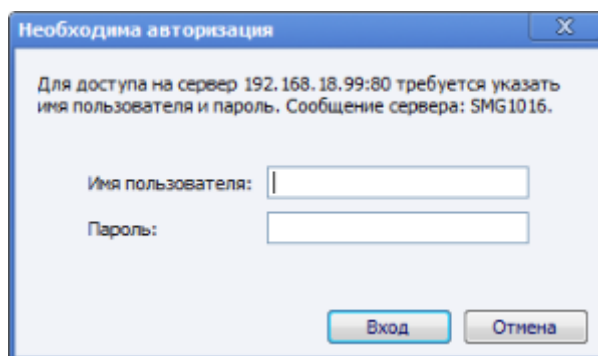 Необходима авторизация
Для доступа на сервер 192.168.18.99:80 требуется указать
имя пользователя и пароль. Сообщение сервера: SMG1016.
Имя пользователя:
Пароль:
Вход Отмена